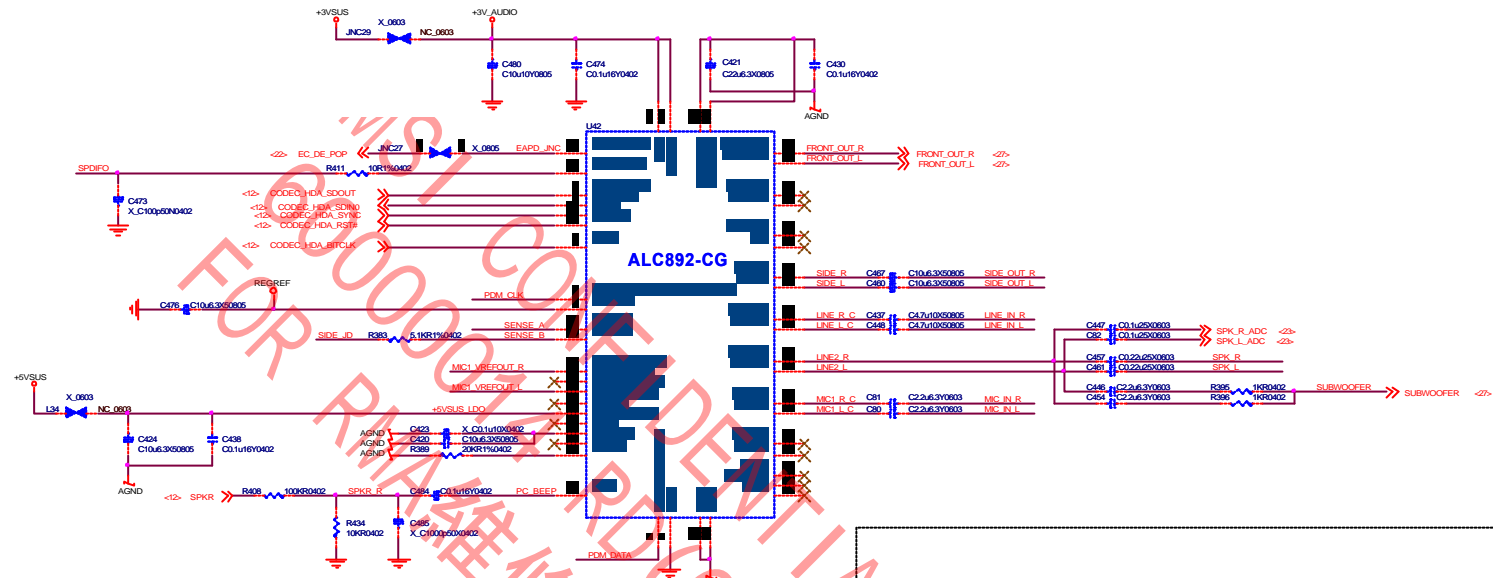 +3VSUS
X_0603
JNC29
NC_0603
+3V_AUDIO
C480
C10u10Y0805
C474
C0.1u16Y0402
C421
C22u6.3X0805
C430
C0.1u16Y0402
AGND
U42
<22> EC_DE_POP
JNC27
X_0805
EAPD_JNC
SPDIFO
R411
10R1%0402
C473
X_C100p50N0402
<12> CODEC_HDA_SDOUT
<12> CODEC_HDA_SDIN0
<12> CODEC_HDA_SYNC
<12> CODEC_HDA_RST#
<12> CODEC_HDA_BITCLK
ALC892-CG
FRONT_OUT_R
FRONT_OUT_L
FRONT_OUT_R <27>
FRONT_OUT_L <27>
REGREF
C476
C10u6.3X50805
PDM_CLK
SENSE_A
SIDE_JD
R383
5.1KR1%0402
SENSE_B
SIDE_R
C467
C10u6.3X50805
SIDE_OUT_R
SIDE_L
C460
C10u6.3X50805
SIDE_OUT_L
LINE_R_C
C437
C4.7u10X50805
LINE_IN_R
LINE_L_C
C448
C4.7u10X50805
LINE_IN_L
C447
C0.1u25X0603
SPK_R_ADC <23>
C82
C0.1u25X0603
SPK_L_ADC <23>
LINE2_R
C457
C0.22u25X0603
SPK_R
LINE2_L
C461
C0.22u25X0603
SPK_L
C446
C2.2u6.3Y0603
R395
1KR0402
C454
C2.2u6.3Y0603
R396
1KR0402
SUBWOOFER
SUBWOOFER <27>
MIC1_VREFOUT_R
MIC1_VREFOUT_L
MIC1_R_C
C81
C2.2u6.3Y0603
MIC_IN_R
MIC1_L_C
C80
C2.2u6.3Y0603
MIC_IN_L
+5VSUS
X_0603
L34
NC_0603
C424
C10u6.3X50805
C438
C0.1u16Y0402
AGND
+5VSUS_LDO
AGND
C423
X_C0.1u10X0402
AGND
C420
C10u6.3X50805
AGND
R389
20KR1%0402
<12> SPKR
R408
100KR0402
SPKR_R
C484
C0.1u16Y0402
PC_BEEP
R434
10KR0402
C485
X_C1000p50X0402
PDM_DATA
MSI CONFIDENTIA
FOR RMA維修